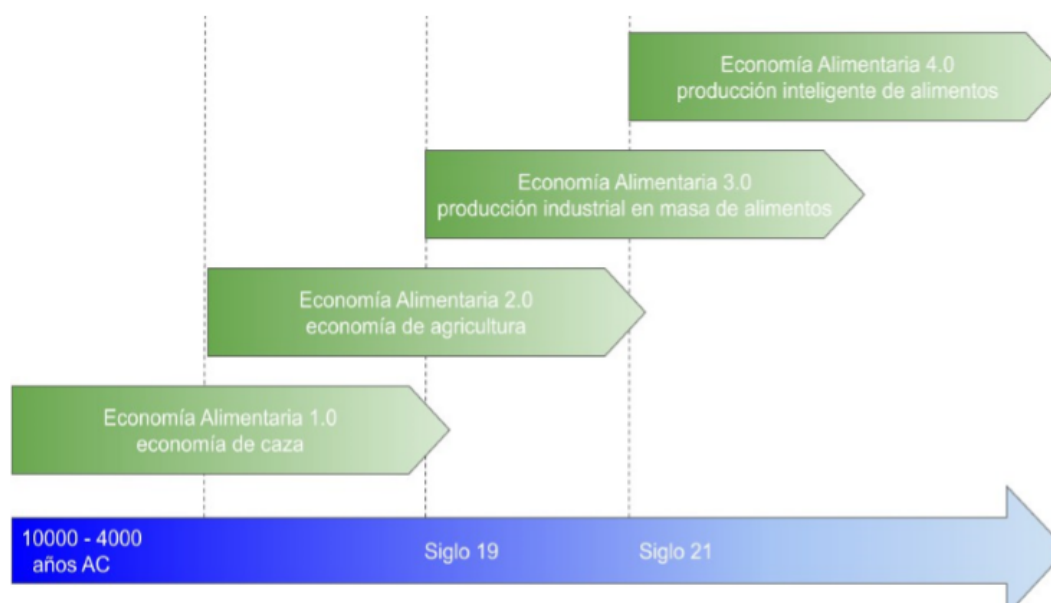 Economía Alimentaria 4.0
producción inteligente de alimentos
Economía Alimentaria 3.0
producción industrial en masa de alimentos
Economía Alimentaria 2.0
economía de agricultura
Economía Alimentaria 1.0
economía de caza
10000 - 4000
años AC
Siglo 19
Siglo 21